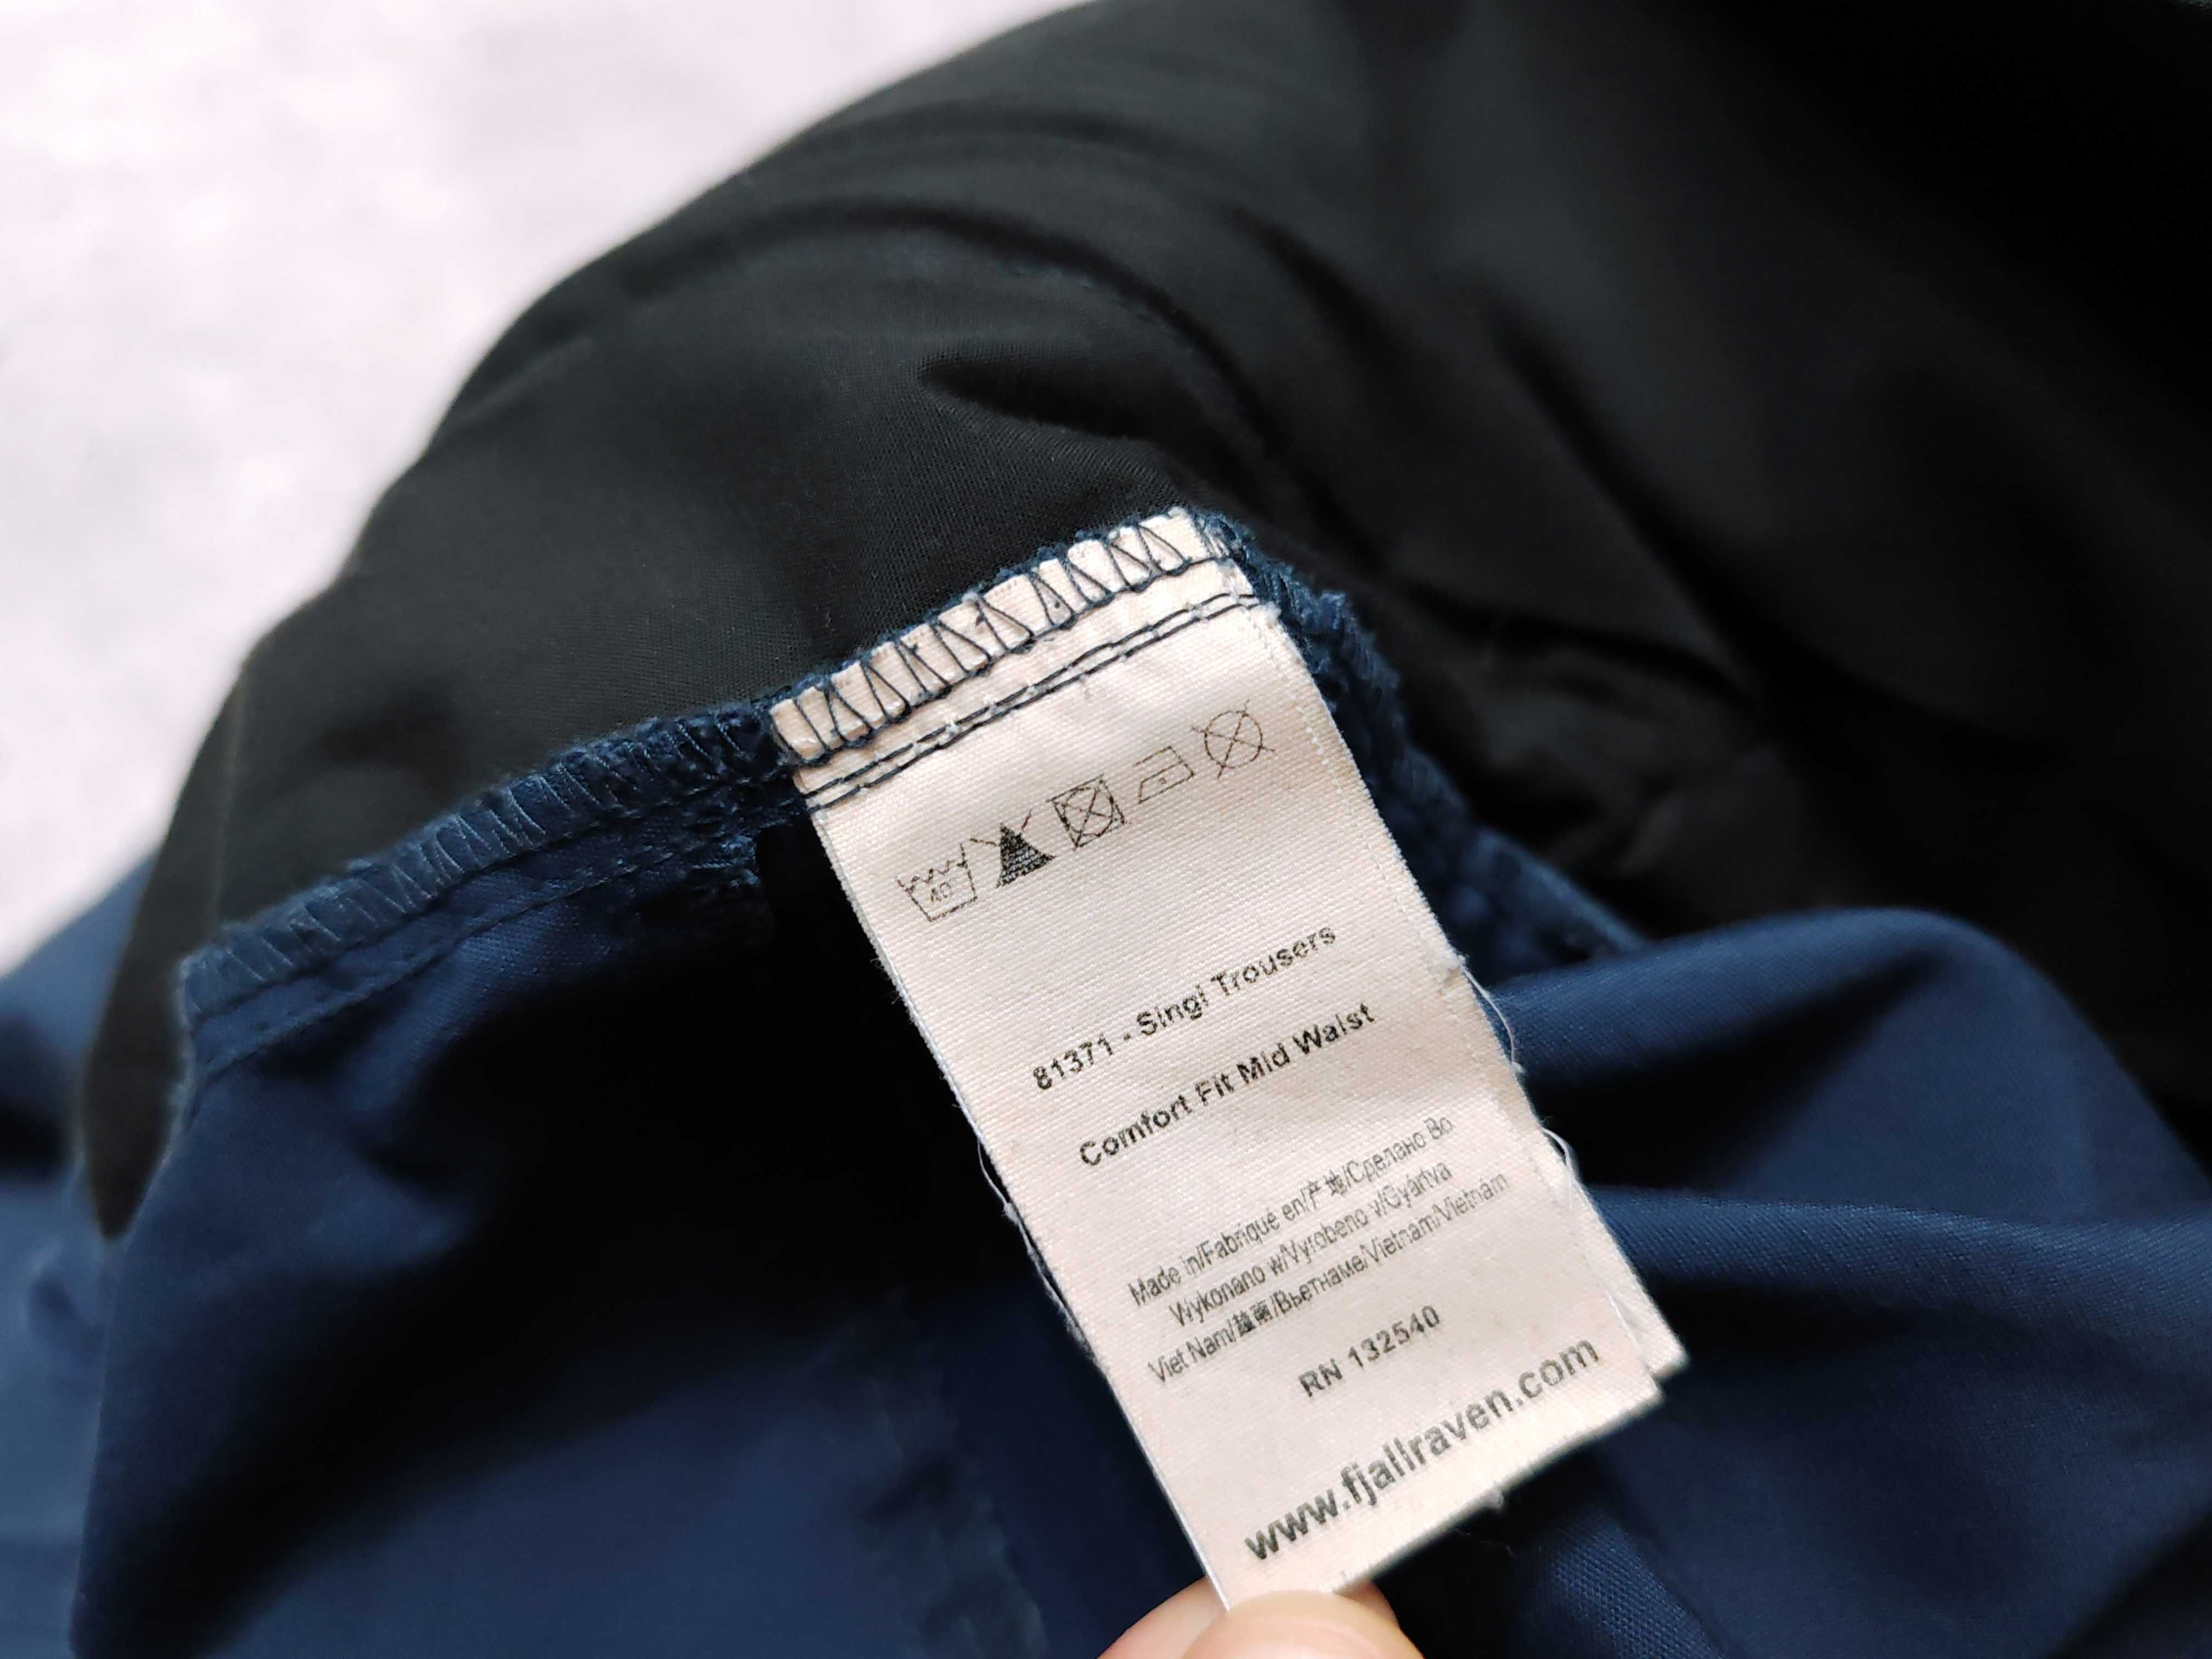 40
81371 - Singi Trousers
Comfort Fit Mid Waist
Made in/Fabriqué en/产地/Сделано Во
Wykonano w/Vyrobeno v/Gyártva
Viet Nam/越南/Вьетнаме/Vietnam/Vietnám
RN 132540
www.fjallraven.com